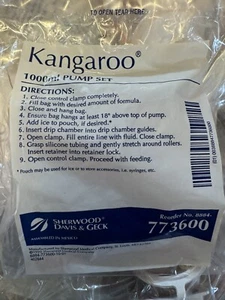 TO OPEN TEAR HERE
Kangaroo®
1000ml PUMP SET
DIRECTIONS:
1. Close control clamp completely.
2. Fill bag with desired amount of formula.
3. Close and hang bag.
4. Ensure bag hangs at least 18" above top of pump.
5. Add ice to pouch, if desired.*
6. Insert drip chamber into drip chamber guides.
7. Open clamp. Fill entire line with fluid. Close clamp.
8. Grasp silicone tubing and gently stretch around rollers.
Insert retainer into retainer lock.
9. Open control clamp. Proceed with feeding.
* Pouch may be used for ice or to store accessories, i.e. syringes, etc.
SHERWOOD
DAVIS & GECK
Reorder No. 8884-
773600